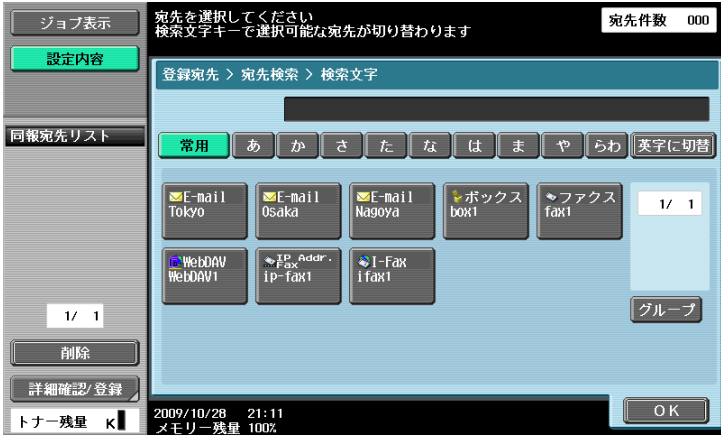 ジョブ表示
設定内容
同報宛先リスト
1/ 1
削除
詳細確認/登録
トナー残量 K
宛先を選択してください
検索文字キーで選択可能な宛先が切り替わります
宛先件数 000
登録宛先 > 宛先検索 > 検索文字
常用 あ か さ た な は ま や らわ 英字に切替
E-mail
Tokyo
E-mail
Osaka
E-mail
Nagoya
ボックス
box1
ファクス
fax1
1/ 1
WebDAV
WebDAV1
IP Addr.
Fax
ip-fax1
I-Fax
ifax1
グループ
2009/10/28 21:11
メモリー残量 100%
OK